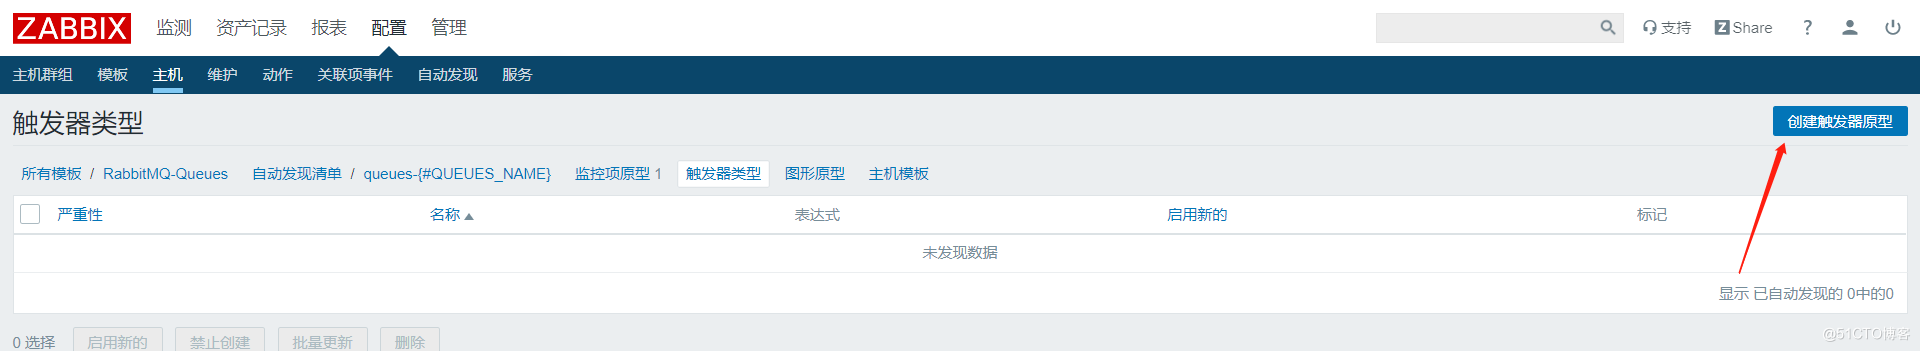 ZABBIX 监测 资产记录 报表 配置 管理 支持 Z Share ?
主机群组 模板 主机 维护 动作 关联项事件 自动发现 服务
触发器类型 创建触发器原型
所有模板 / RabbitMQ-Queues 自动发现清单 / queues-{#QUEUES_NAME} 监控项原型 1 触发器类型 图形原型 主机模板
严重性 名称 表达式 启用新的 标记
未发现数据
显示 已自动发现的 0中的0
0 选择 启用新的 禁止创建 批量更新 删除
@51CTO博客